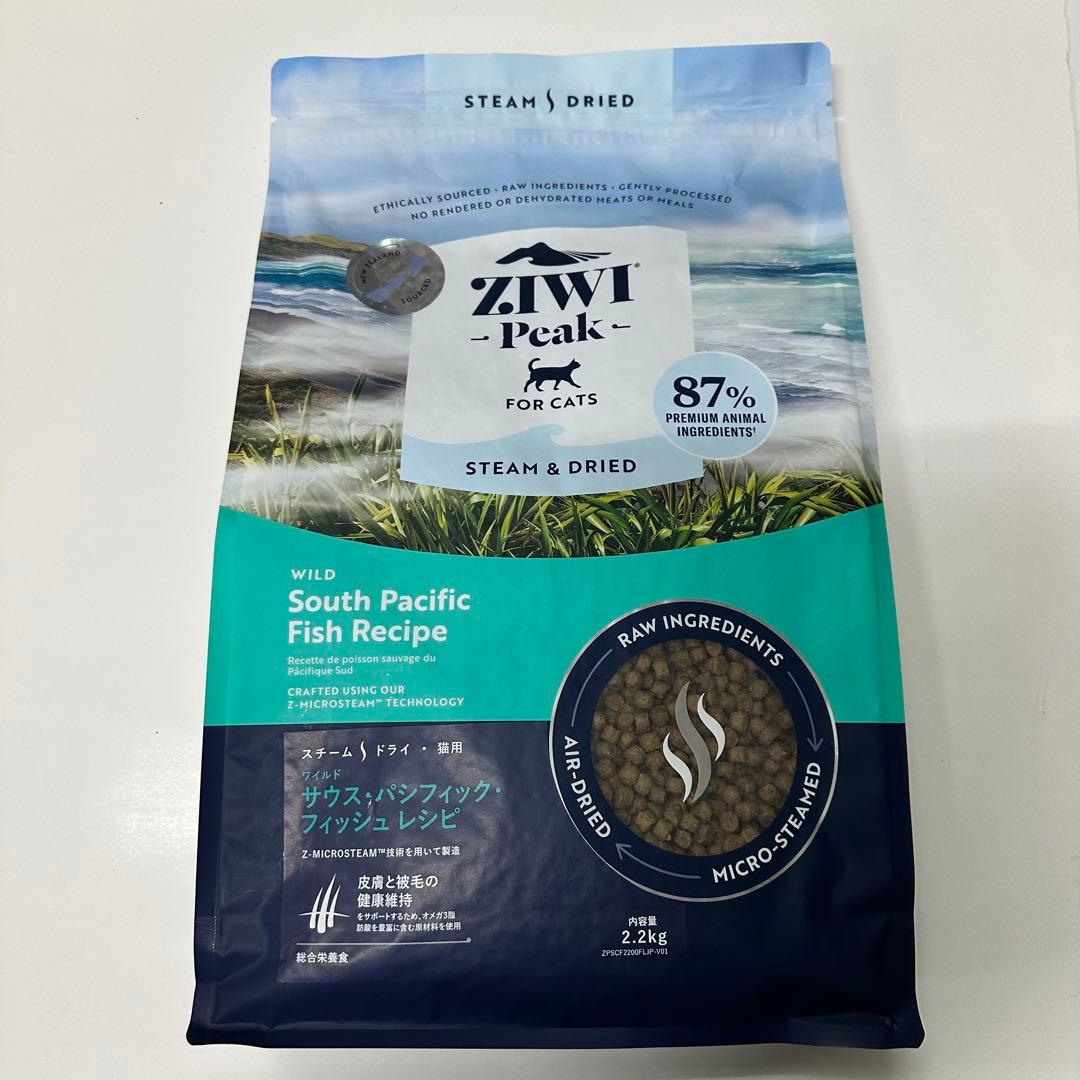 STEAM DRIED
ETHICALLY SOURCED • RAW INGREDIENTS • GENTLY PROCESSED
NO RENDERED OR DEHYDRATED MEATS OR MEALS
NEW ZEALAND
SOURCED
ZIWI®
Peak
FOR CATS
87%
PREMIUM ANIMAL
INGREDIENTS†
STEAM & DRIED
WILD
South Pacific
Fish Recipe
Recette de poisson sauvage du
Pacifique Sud
CRAFTED USING OUR
Z-MICROSTEAM™ TECHNOLOGY
RAW INGREDIENTS
MICRO-STEAMED
AIR-DRIED
スチーム ドライ・猫用
ワイルド
サウス・パシフィック・
フィッシュ レシピ
Z-MICROSTEAM™技術を用いて製造
皮膚と被毛の
健康維持
をサポートするため、オメガ3脂
肪酸を豊富に含む原材料を使用
総合栄養食
内容量
2.2kg
ZPSCF2200FLJP-V01